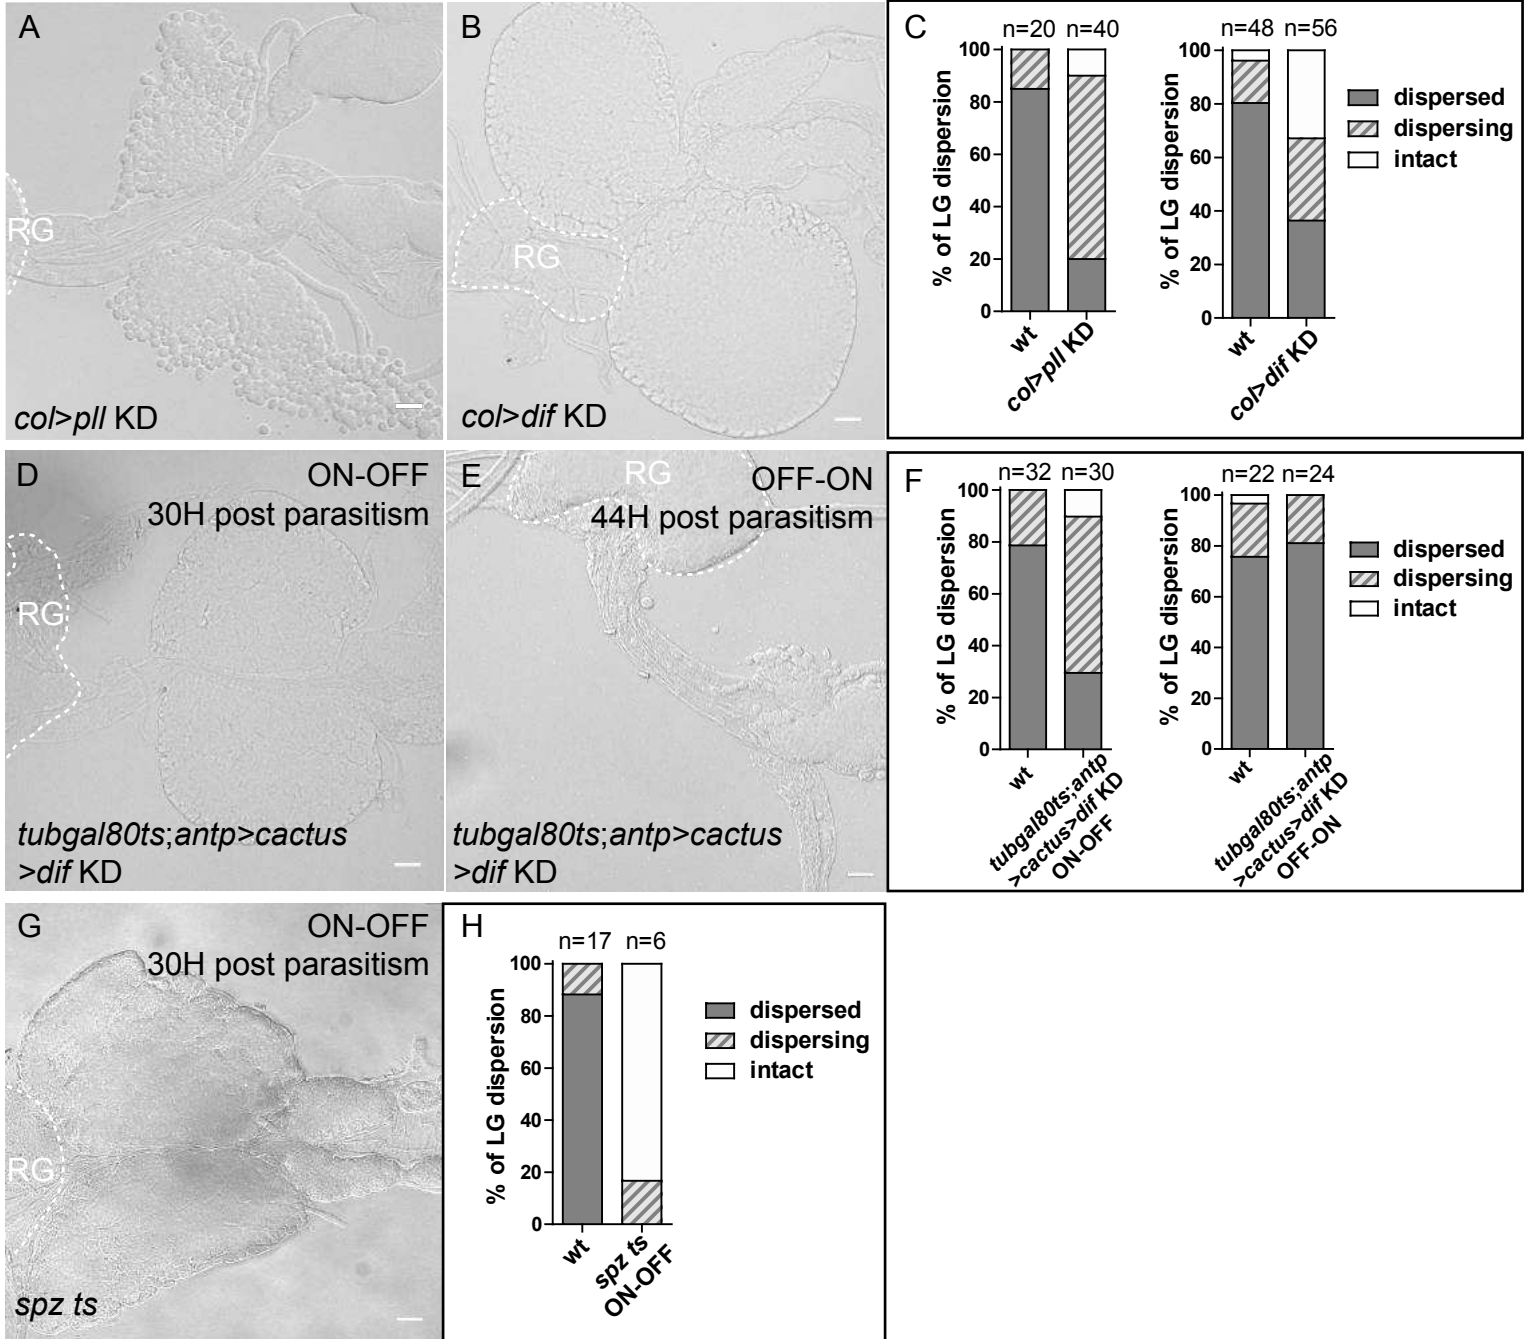 A
RG
col>pll KD
B
RG
col>dif KD
C
n=20 n=40
% of LG dispersion
100
80
60
40
20
0
wt
col>pll KD
n=48 n=56
% of LG dispersion
100
80
60
40
20
0
wt
col>dif KD
dispersed
dispersing
intact
D
ON-OFF
30H post parasitism
RG
tubgal80ts;antp>cactus
>dif KD
E
RG
OFF-ON
44H post parasitism
tubgal80ts;antp>cactus
>dif KD
F
n=32 n=30
% of LG dispersion
100
80
60
40
20
0
wt
tubgal80ts;antp
>cactus>dif KD
ON-OFF
n=22 n=24
% of LG dispersion
100
80
60
40
20
0
wt
tubgal80ts;antp
>cactus>dif KD
OFF-ON
dispersed
dispersing
intact
G
ON-OFF
30H post parasitism
RG
spz ts
H
n=17 n=6
% of LG dispersion
100
80
60
40
20
0
wt
spz ts
ON-OFF
dispersed
dispersing
intact